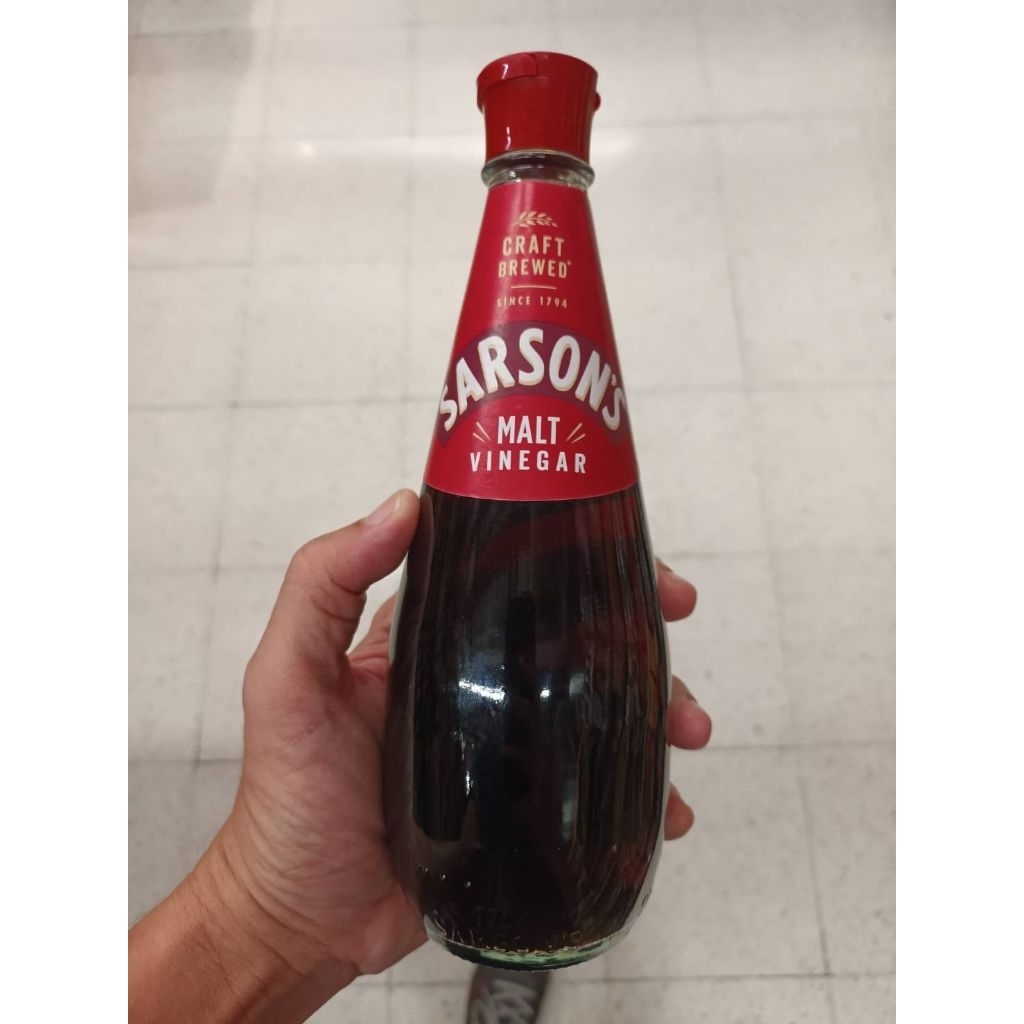 CRAFT
BREWED*
SINCE 1794
SARSON'S
MALT
VINEGAR